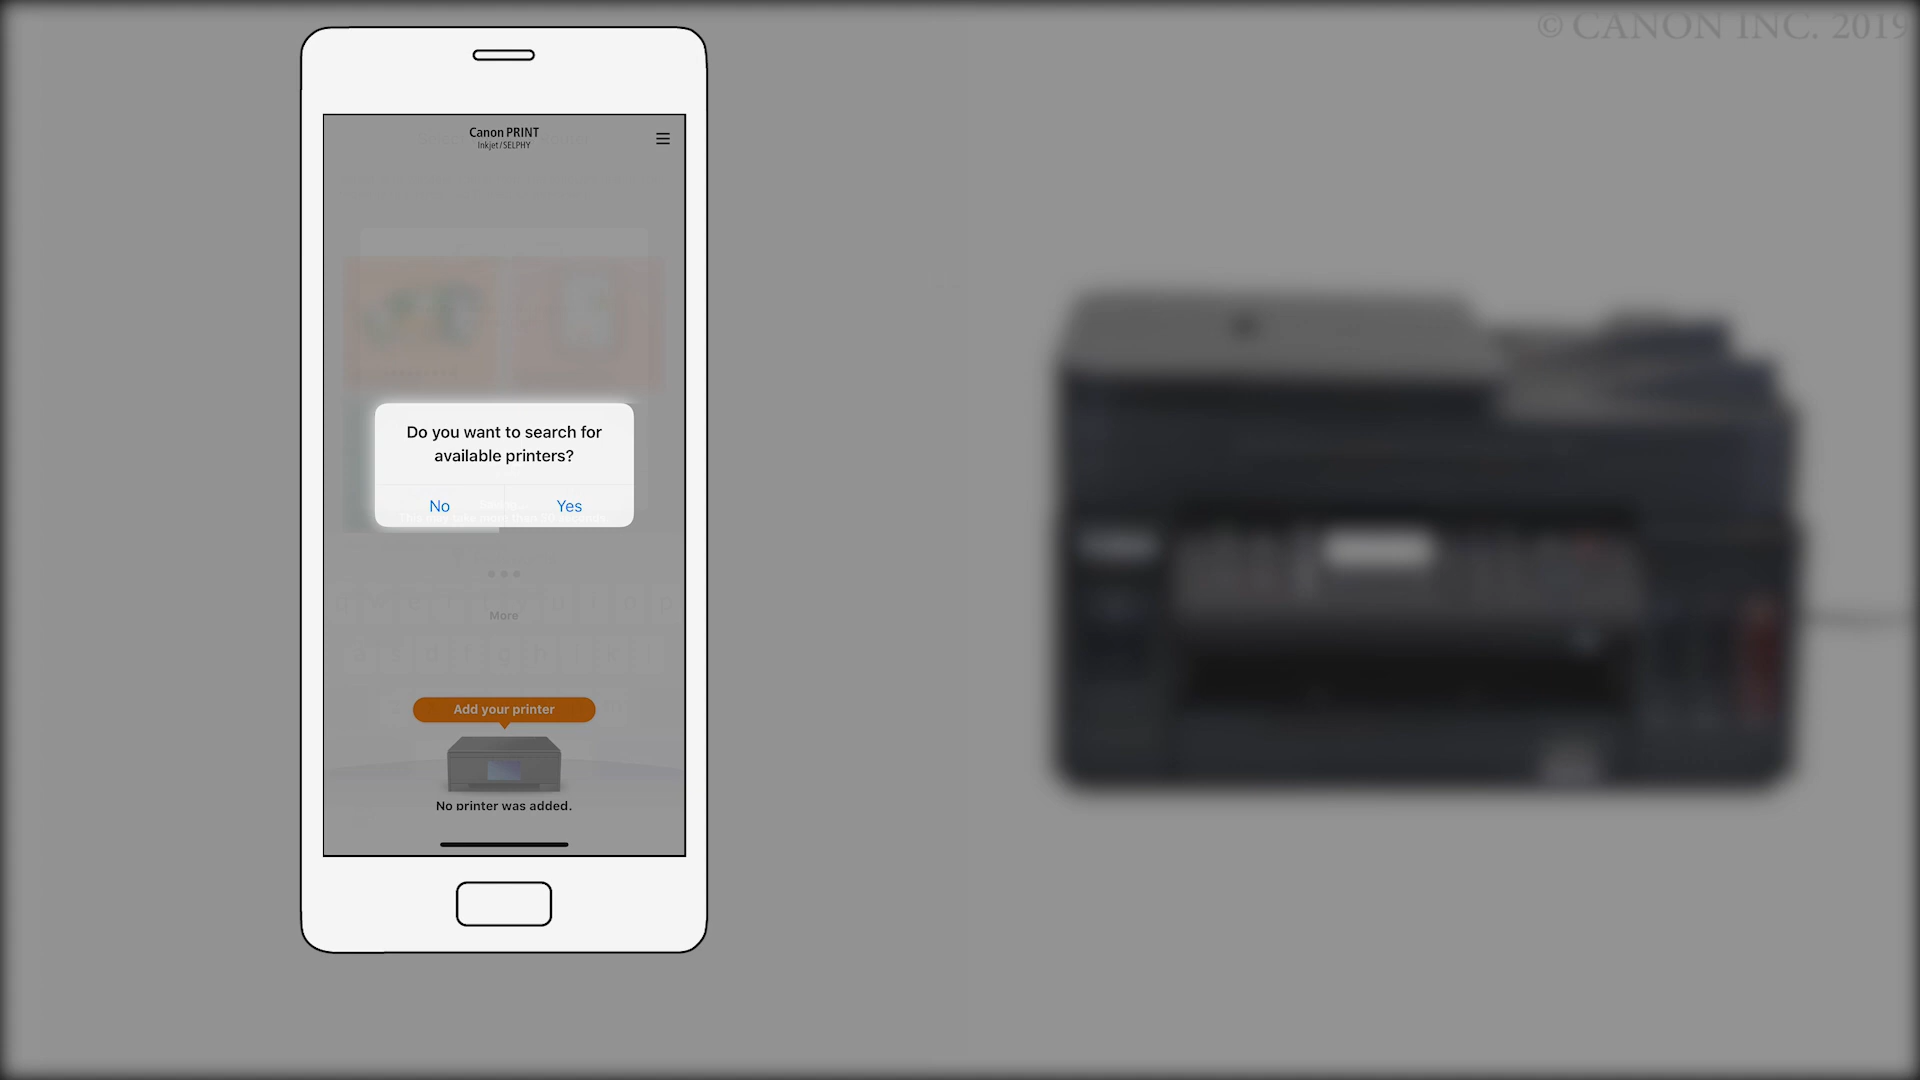 © CANON INC. 2019
Canon PRINT
Inkjet/SELPHY
Do you want to search for
available printers?
No
Yes
More
Add your printer
No printer was added.